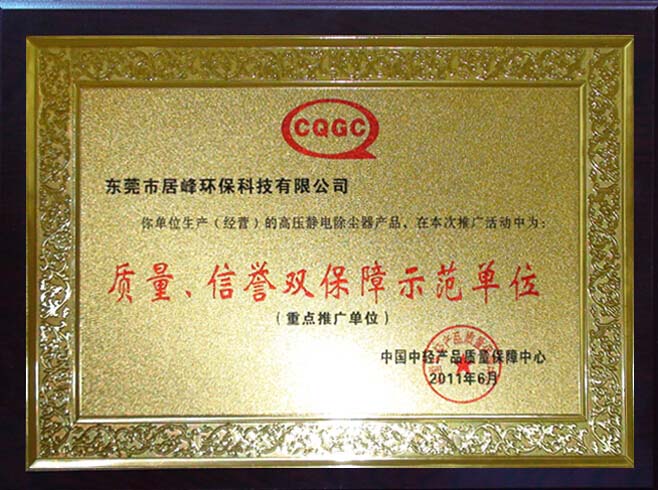 CQGC
东莞市居峰环保科技有限公司
你单位生产（经营）的高压静电除尘器产品，在本次推广活动中为：
质量、信誉双保障示范单位
（重点推广单位）
中国中轻产品质量保障中心
2011年6月